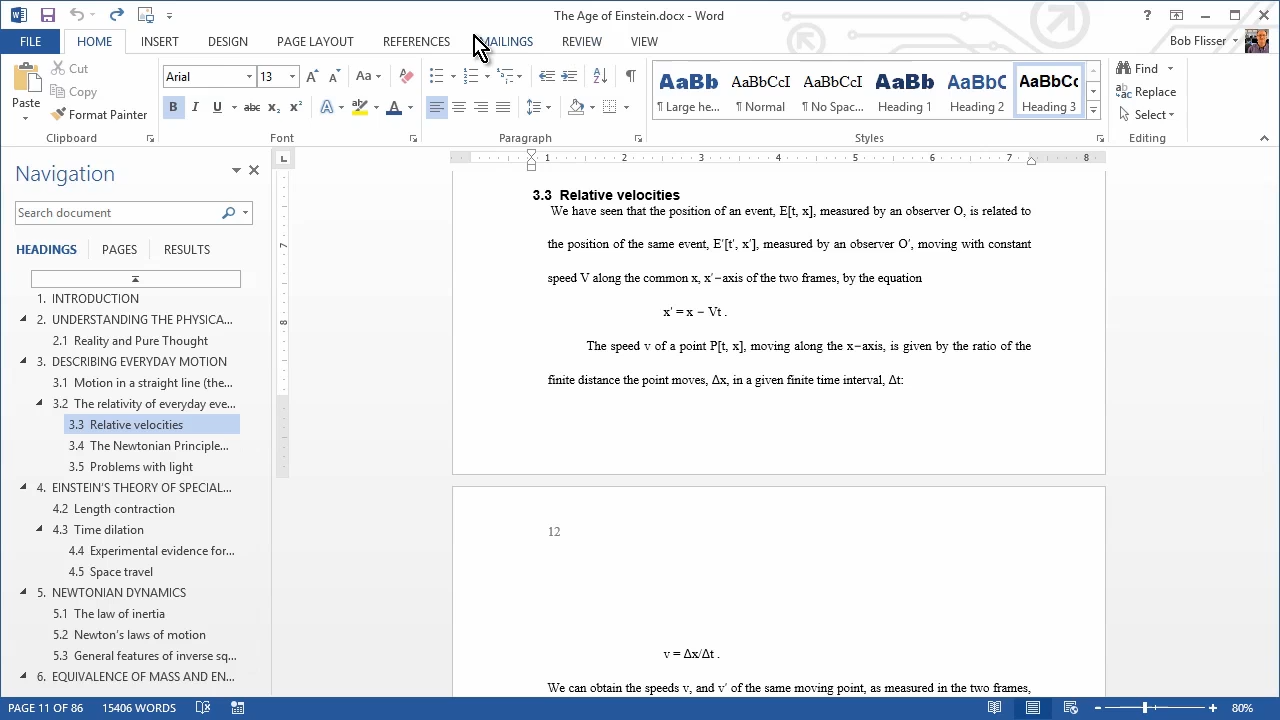 The Age of Einstein.docx - Word
?
FILE
HOME
INSERT
DESIGN
PAGE LAYOUT
REFERENCES
MAILINGS
REVIEW
VIEW
Bob Flisser
Paste
Cut
Copy
Format Painter
Clipboard
Arial
13
Font
Paragraph
AaBb
¶ Large he...
AaBbCcI
¶ Normal
AaBbCcI
¶ No Spac...
AaBb
Heading 1
AaBbC
Heading 2
AaBbCc
Heading 3
Styles
Find
Replace
Select
Editing
Navigation
Search document
HEADINGS
PAGES
RESULTS
1. INTRODUCTION
2. UNDERSTANDING THE PHYSICA...
2.1 Reality and Pure Thought
3. DESCRIBING EVERYDAY MOTION
3.1 Motion in a straight line (the...
3.2 The relativity of everyday eve...
3.3 Relative velocities
3.4 The Newtonian Principle...
3.5 Problems with light
4. EINSTEIN'S THEORY OF SPECIAL...
4.2 Length contraction
4.3 Time dilation
4.4 Experimental evidence for...
4.5 Space travel
5. NEWTONIAN DYNAMICS
5.1 The law of inertia
5.2 Newton's laws of motion
5.3 General features of inverse sq...
6. EQUIVALENCE OF MASS AND EN...
1 2 3 4 5 6 7 8
7
8
3.3 Relative velocities
We have seen that the position of an event, E[t, x], measured by an observer O, is related to
the position of the same event, E′[t′, x′], measured by an observer O′, moving with constant
speed V along the common x, x′−axis of the two frames, by the equation
x′ = x − Vt .
The speed v of a point P[t, x], moving along the x−axis, is given by the ratio of the
finite distance the point moves, Δx, in a given finite time interval, Δt:
12
v = Δx/Δt .
We can obtain the speeds v, and v′ of the same moving point, as measured in the two frames,
PAGE 11 OF 86
15406 WORDS
80%